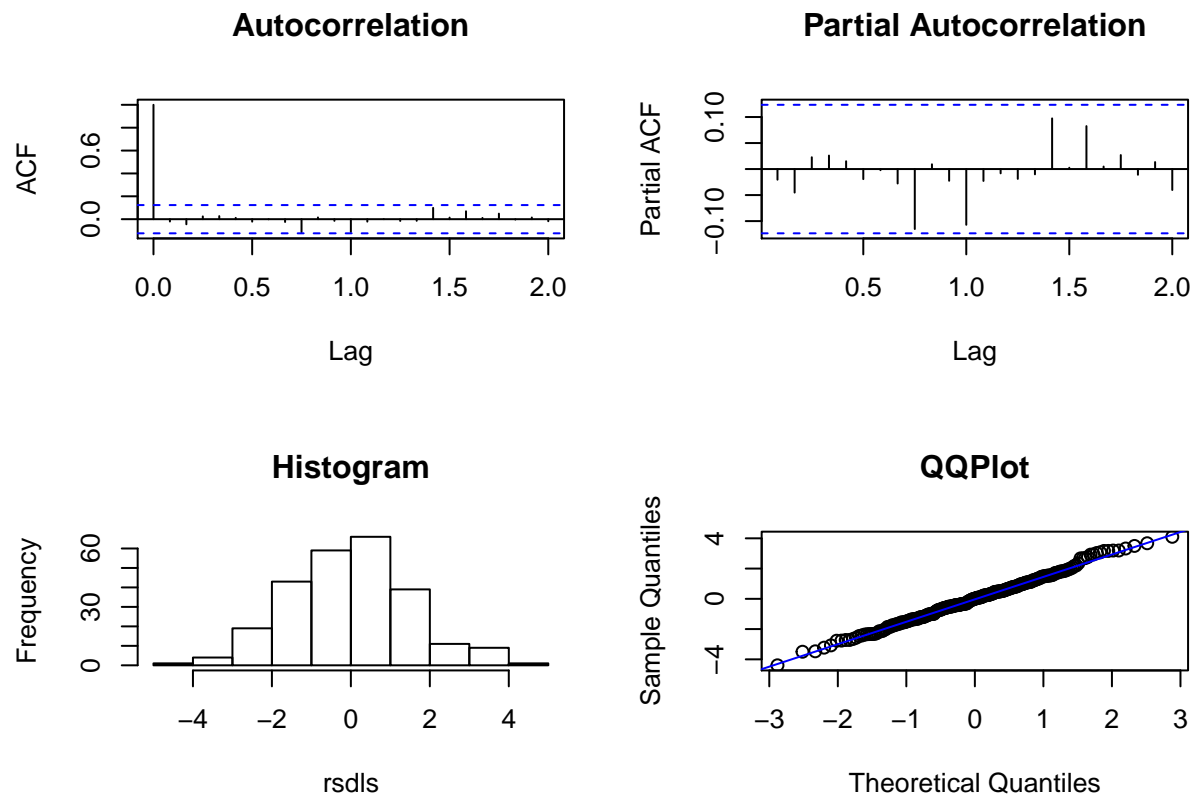 Autocorrelation
ACF
0.0 0.6
0.0 0.5 1.0 1.5 2.0
Lag
Partial Autocorrelation
Partial ACF
−0.10 0.10
0.5 1.0 1.5 2.0
Lag
Histogram
Frequency
0 30 60
−4 −2 0 2 4
rsdls
QQPlot
Sample Quantiles
−4 0 4
−3 −2 −1 0 1 2 3
Theoretical Quantiles